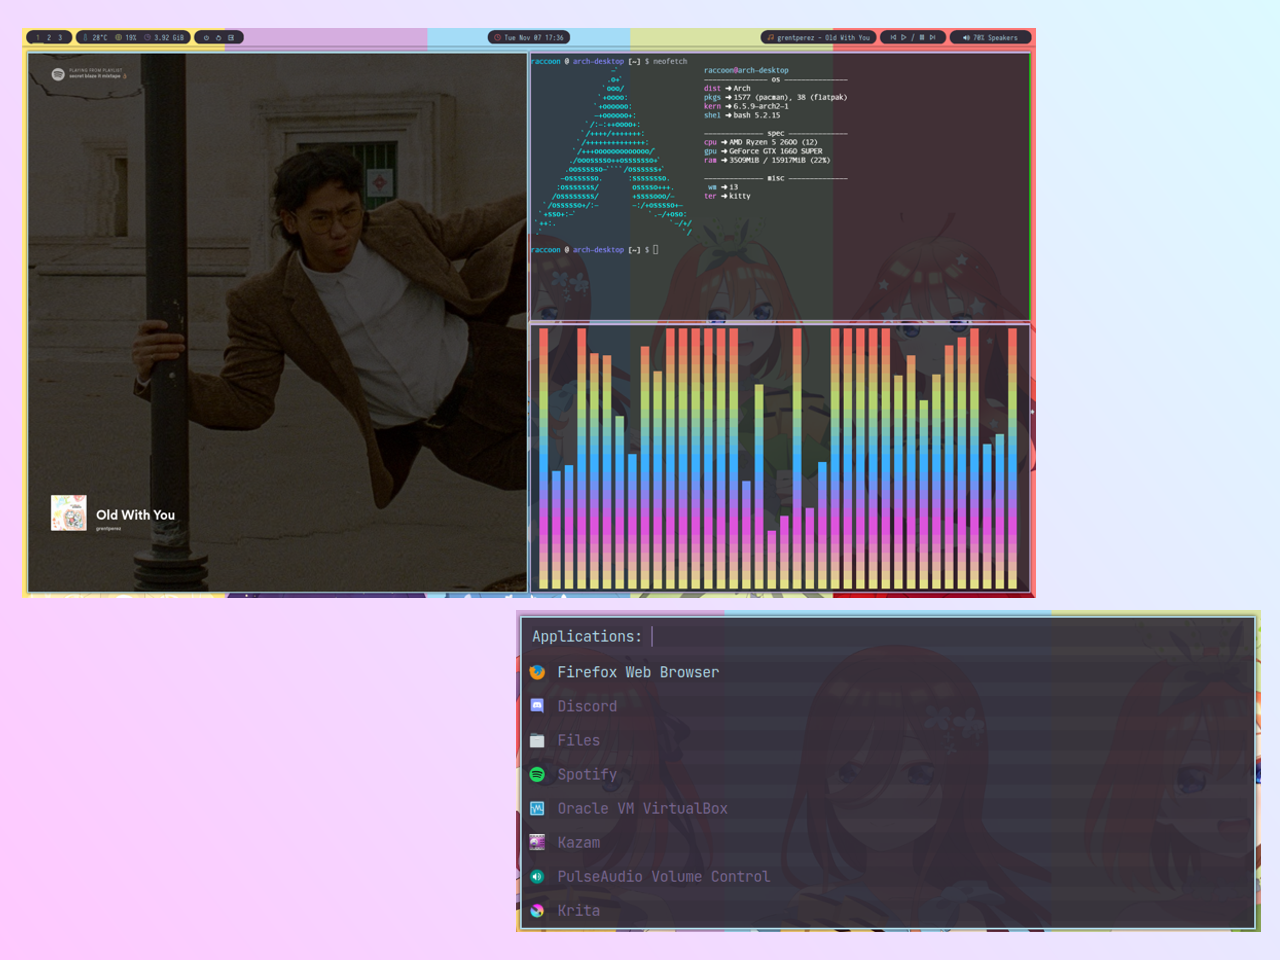 1 2 3
28°C 19% 3.92 GiB
Tue Nov 07 17:36
grentperez - Old With You
70% Speakers
PLAYING FROM PLAYLIST
secret blaze it mixtape
Old With You
grentperez
raccoon @ arch-desktop [~] $ neofetch
raccoon@arch-desktop
os
dist ➜ Arch
pkgs ➜ 1577 (pacman), 38 (flatpak)
kern ➜ 6.5.9-arch2-1
shel ➜ bash 5.2.15
spec
cpu ➜ AMD Ryzen 5 2600 (12)
gpu ➜ GeForce GTX 1660 SUPER
ram ➜ 3509MiB / 15917MiB (22%)
misc
wm ➜ i3
ter ➜ kitty
raccoon @ arch-desktop [~] $
Applications:
Firefox Web Browser
Discord
Files
Spotify
Oracle VM VirtualBox
Kazam
PulseAudio Volume Control
Krita